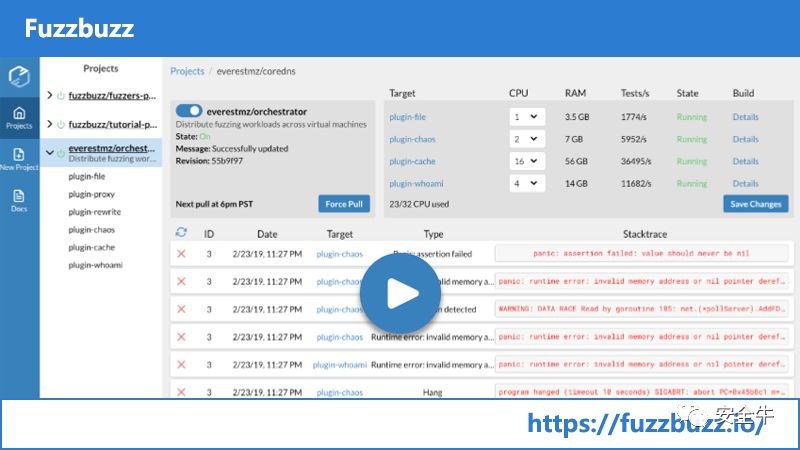 Fuzzbuzz
Projects
New Project
Docs
Projects
fuzzbuzz/fuzzers-p...
fuzzbuzz/tutorial-p...
everestmz/orchest...
Distribute fuzzing wor...
plugin-file
plugin-proxy
plugin-rewrite
plugin-chaos
plugin-cache
plugin-whoami
Projects / everestmz/coredns
everestmz/orchestrator
Distribute fuzzing workloads across virtual machines
State: On
Message: Successfully updated
Revision: 55b9f97
Next pull at 6pm PST Force Pull
Target CPU RAM Tests/s State Build
plugin-file 1 3.5 GB 1774/s Running Details
plugin-chaos 2 7 GB 5952/s Running Details
plugin-cache 16 56 GB 36495/s Running Details
plugin-whoami 4 14 GB 11682/s Running Details
23/32 CPU used Save Changes
ID Date Target Type Stacktrace
3 2/23/19, 11:27 PM plugin-chaos assertion failed panic: assertion failed: value should never be nil
3 2/23/19, 11:27 PM plugin-chaos invalid memory a... panic: runtime error: invalid memory address or nil pointer deref...
3 2/23/19, 11:27 PM plugin-chaos detected WARNING: DATA RACE Read by goroutine 185: net.(*pollServer).AddFD...
3 2/23/19, 11:27 PM plugin-chaos Runtime error: invalid memory a... panic: runtime error: invalid memory address or nil pointer deref...
3 2/23/19, 11:27 PM plugin-whoami Runtime error: invalid memory a... panic: runtime error: invalid memory address or nil pointer deref...
3 2/23/19, 11:27 PM plugin-chaos Hang program hanged (timeout 10 seconds) SIGABRT: abort
https://fuzzbuzz.io/
安全牛